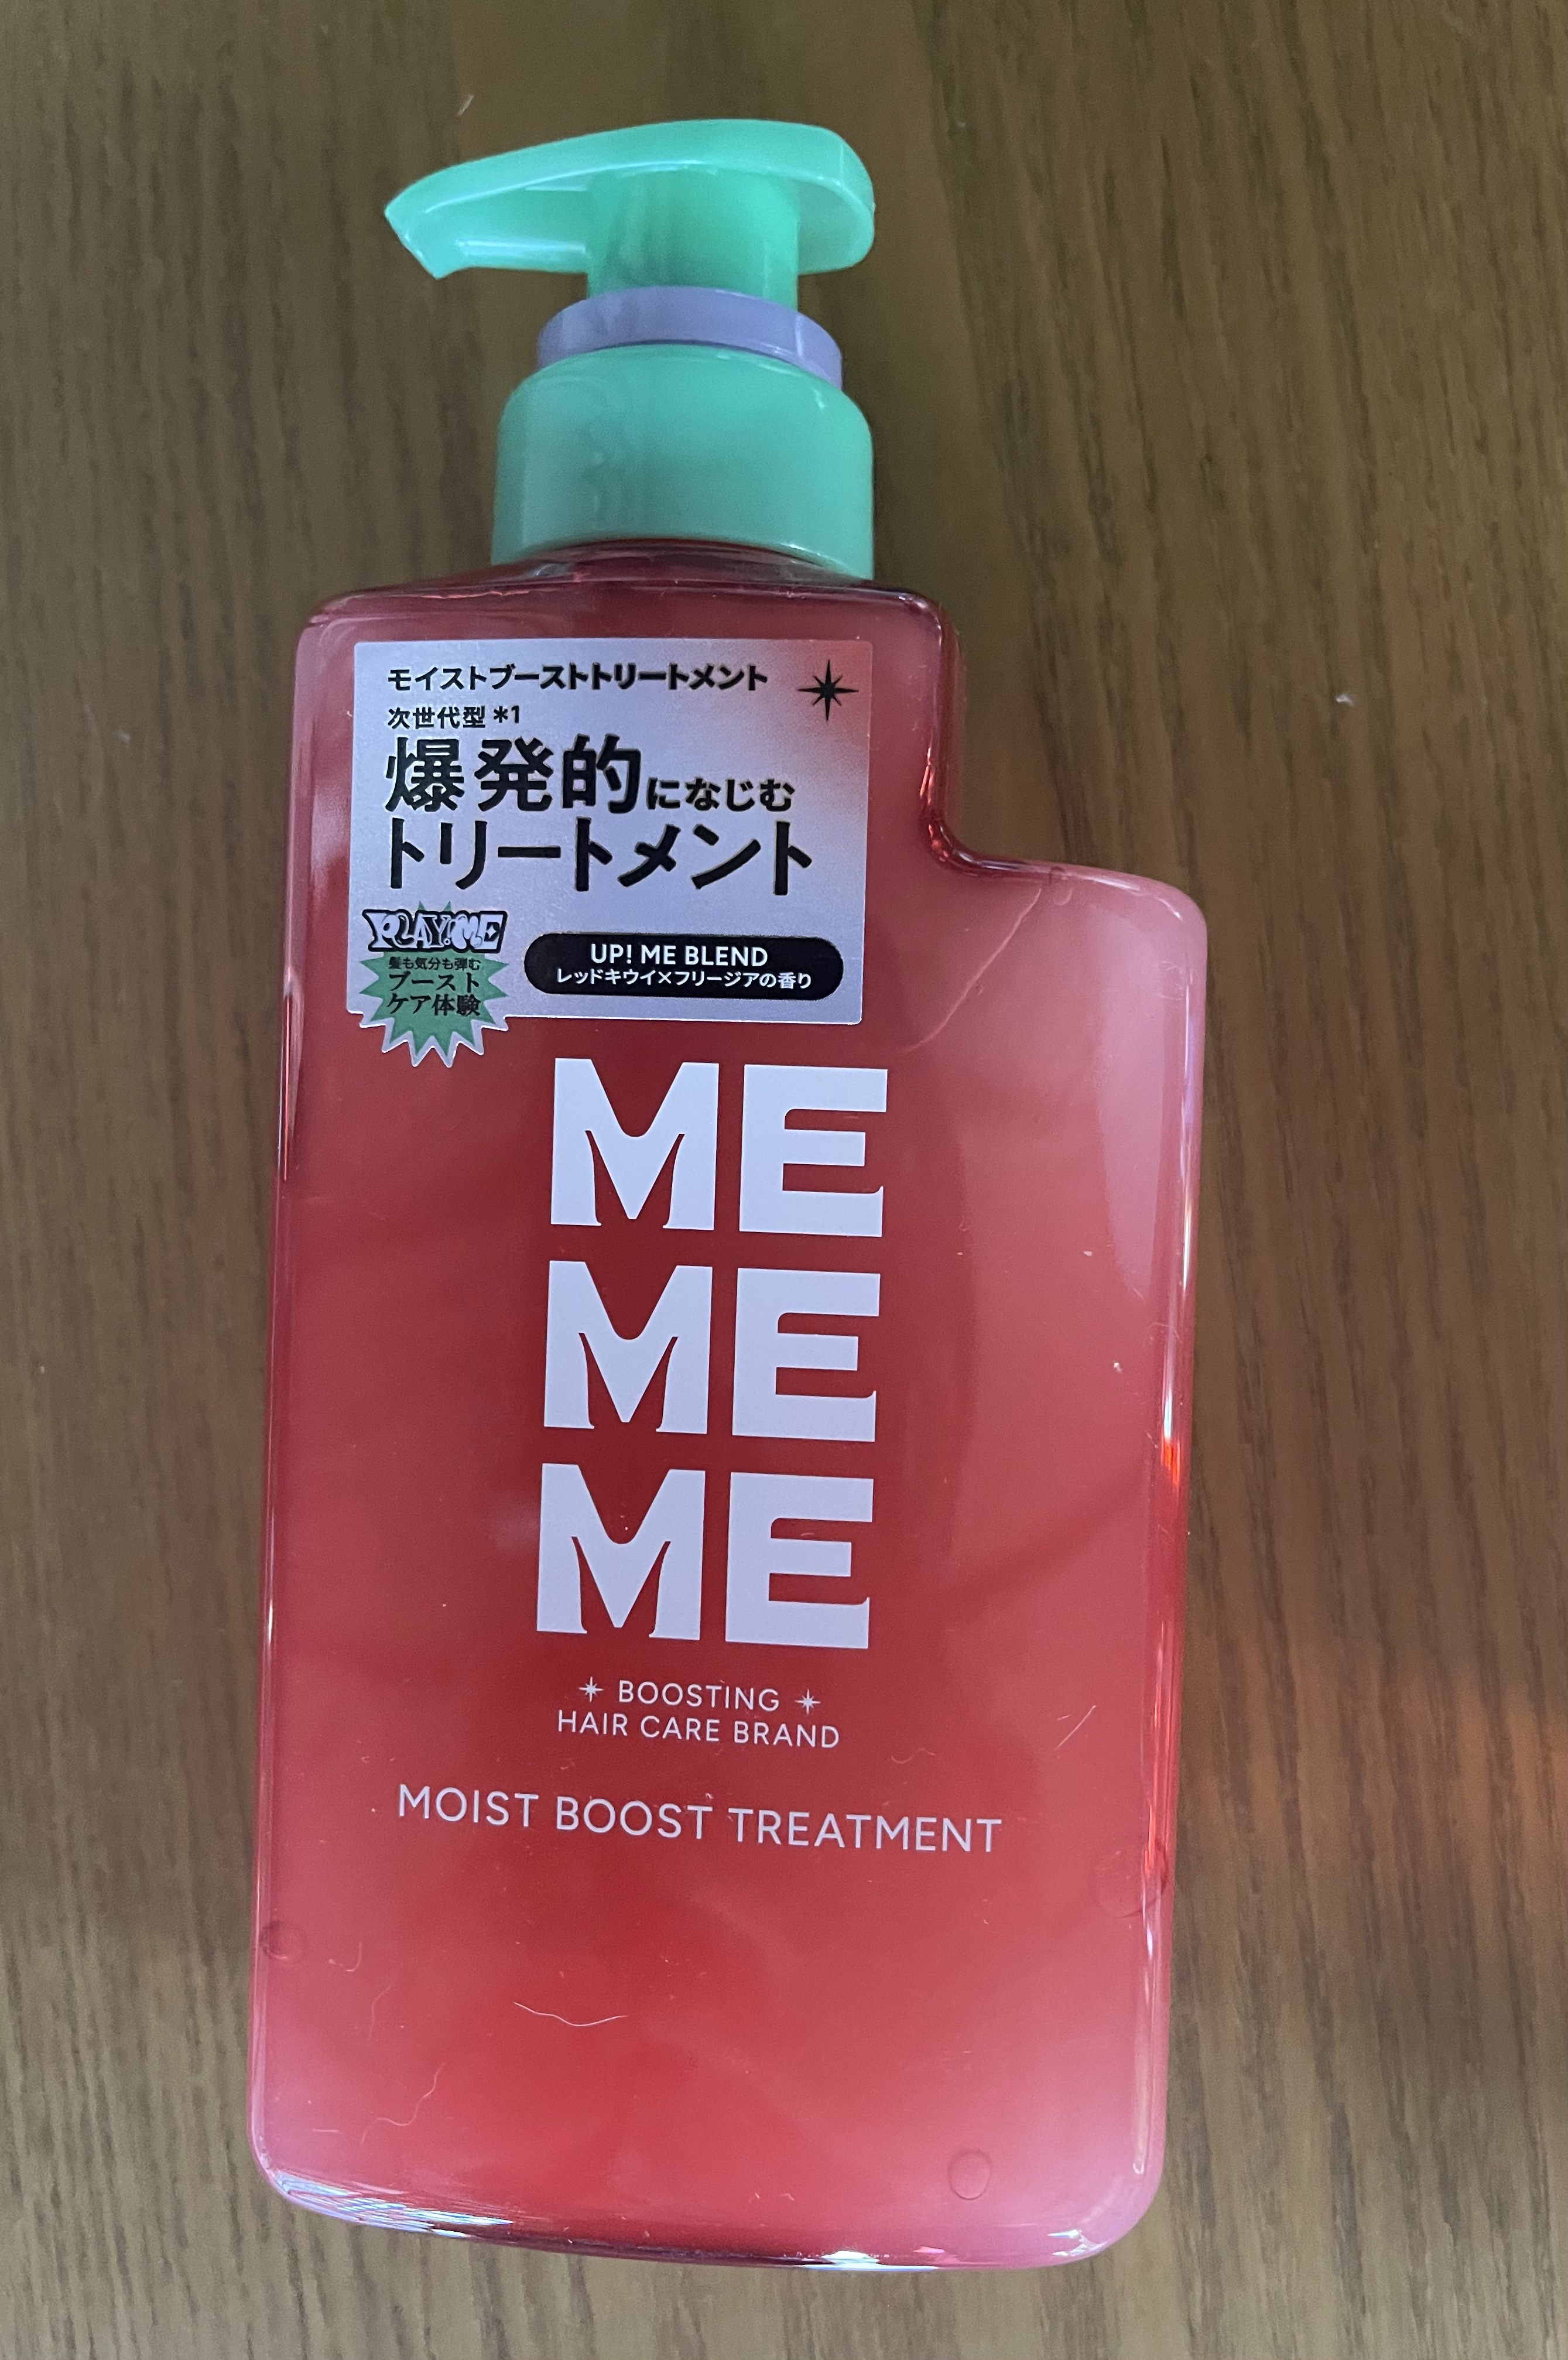 モイストブーストトリートメント
次世代型*1
爆発的になじむ
トリートメント
PLAY ME
髪も気分も弾む
ブースト
ケア体験
UP! ME BLEND
レッドキウイ×フリージアの香り
ME
ME
ME
BOOSTING
HAIR CARE BRAND
MOIST BOOST TREATMENT